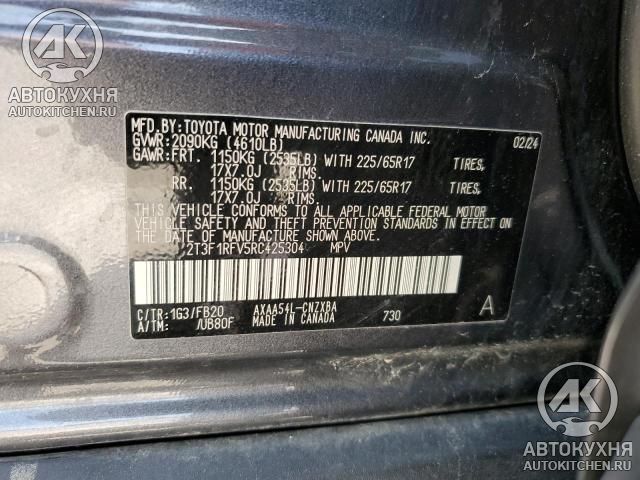 АК
АВТОКУХНЯ
AUTOKITCHEN.RU
MFD.BY:TOYOTA MOTOR MANUFACTURING CANADA INC. 02/24
GVWR:2090KG (4610LB)
GAWR:FRT. 1150KG (2535LB) WITH 225/65R17 TIRES,
17X7.0J RIMS.
RR. 1150KG (2535LB) WITH 225/65R17 TIRES,
17X7.0J RIMS.
THIS VEHICLE CONFORMS TO ALL APPLICABLE FEDERAL MOTOR
VEHICLE SAFETY AND THEFT PREVENTION STANDARDS IN EFFECT ON
THE DATE OF MANUFACTURE SHOWN ABOVE.
2T3F1RFV5RC425304 MPV
C/TR:1G3/FB20 AXAA54L-CNZXBA A
A/TM: /UB80F MADE IN CANADA 730
АК
АВТОКУХНЯ
AUTOKITCHEN.RU